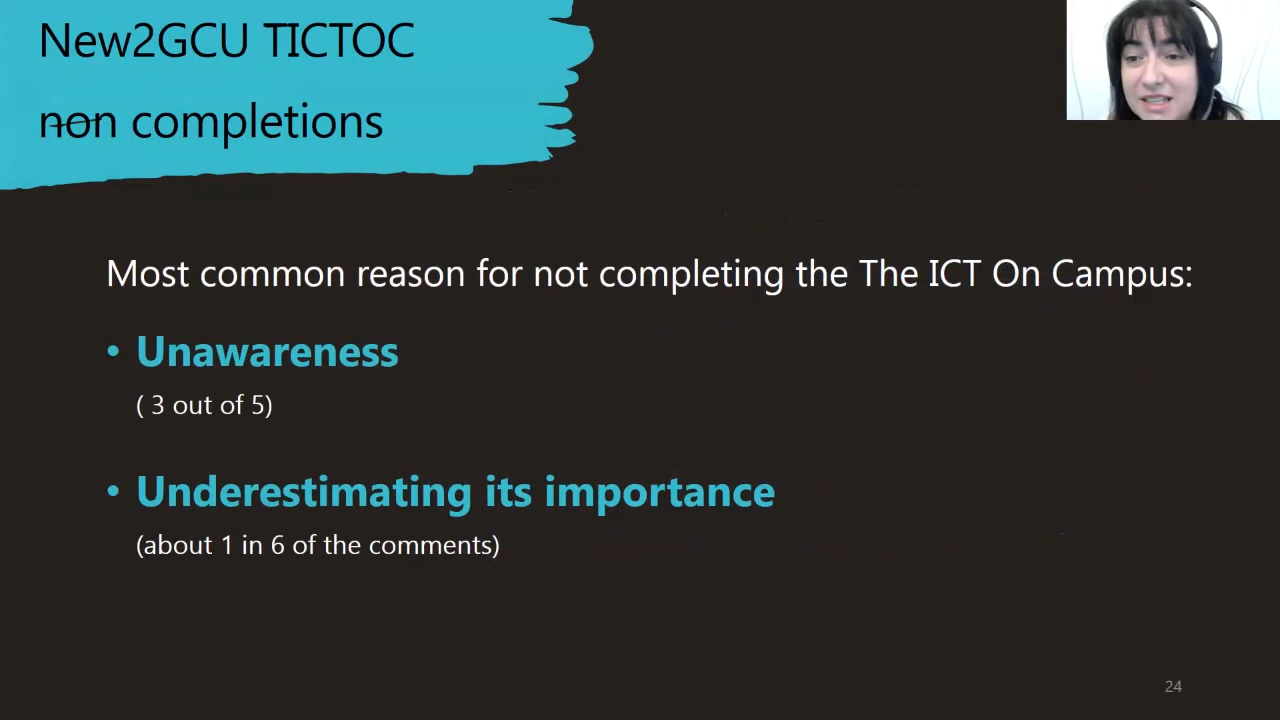 New2GCU TICTOC
non completions
Most common reason for not completing the The ICT On Campus:
• Unawareness
( 3 out of 5)
• Underestimating its importance
(about 1 in 6 of the comments)
24